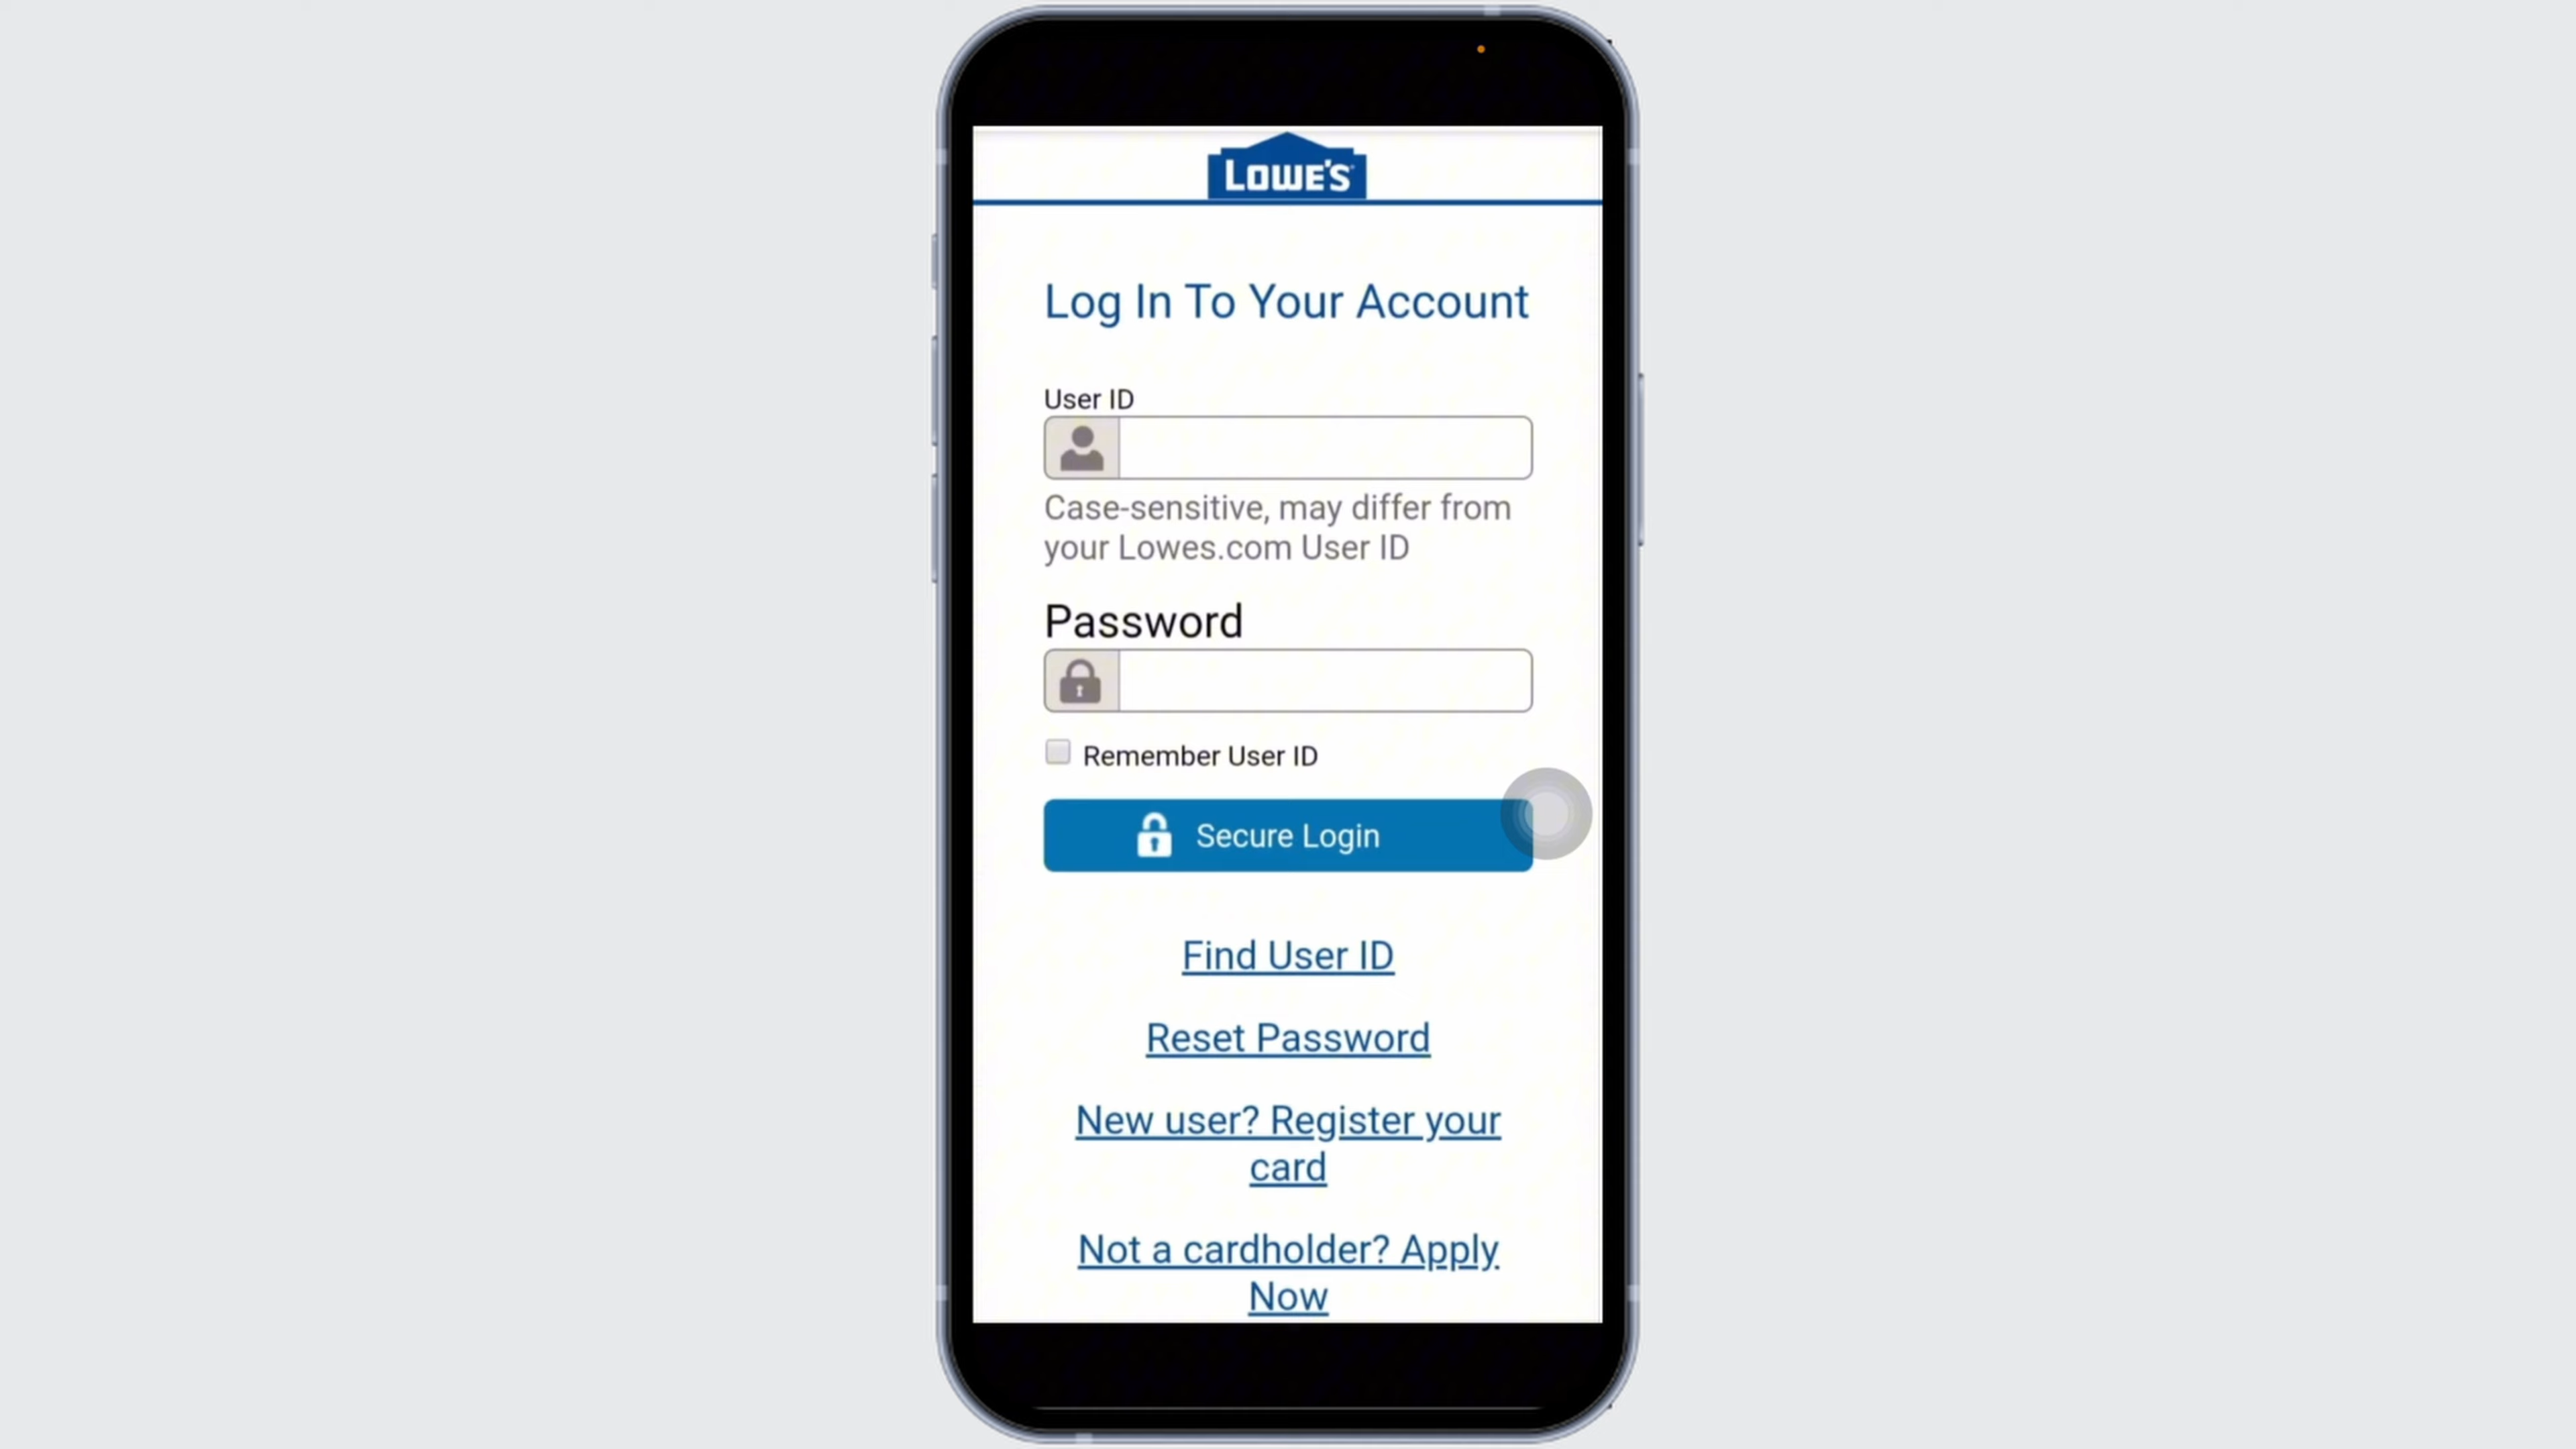 LOWE'S
Log In To Your Account
User ID
Case-sensitive, may differ from
your Lowes.com User ID
Password
Remember User ID
Secure Login
Find User ID
Reset Password
New user? Register your
card
Not a cardholder? Apply
Now